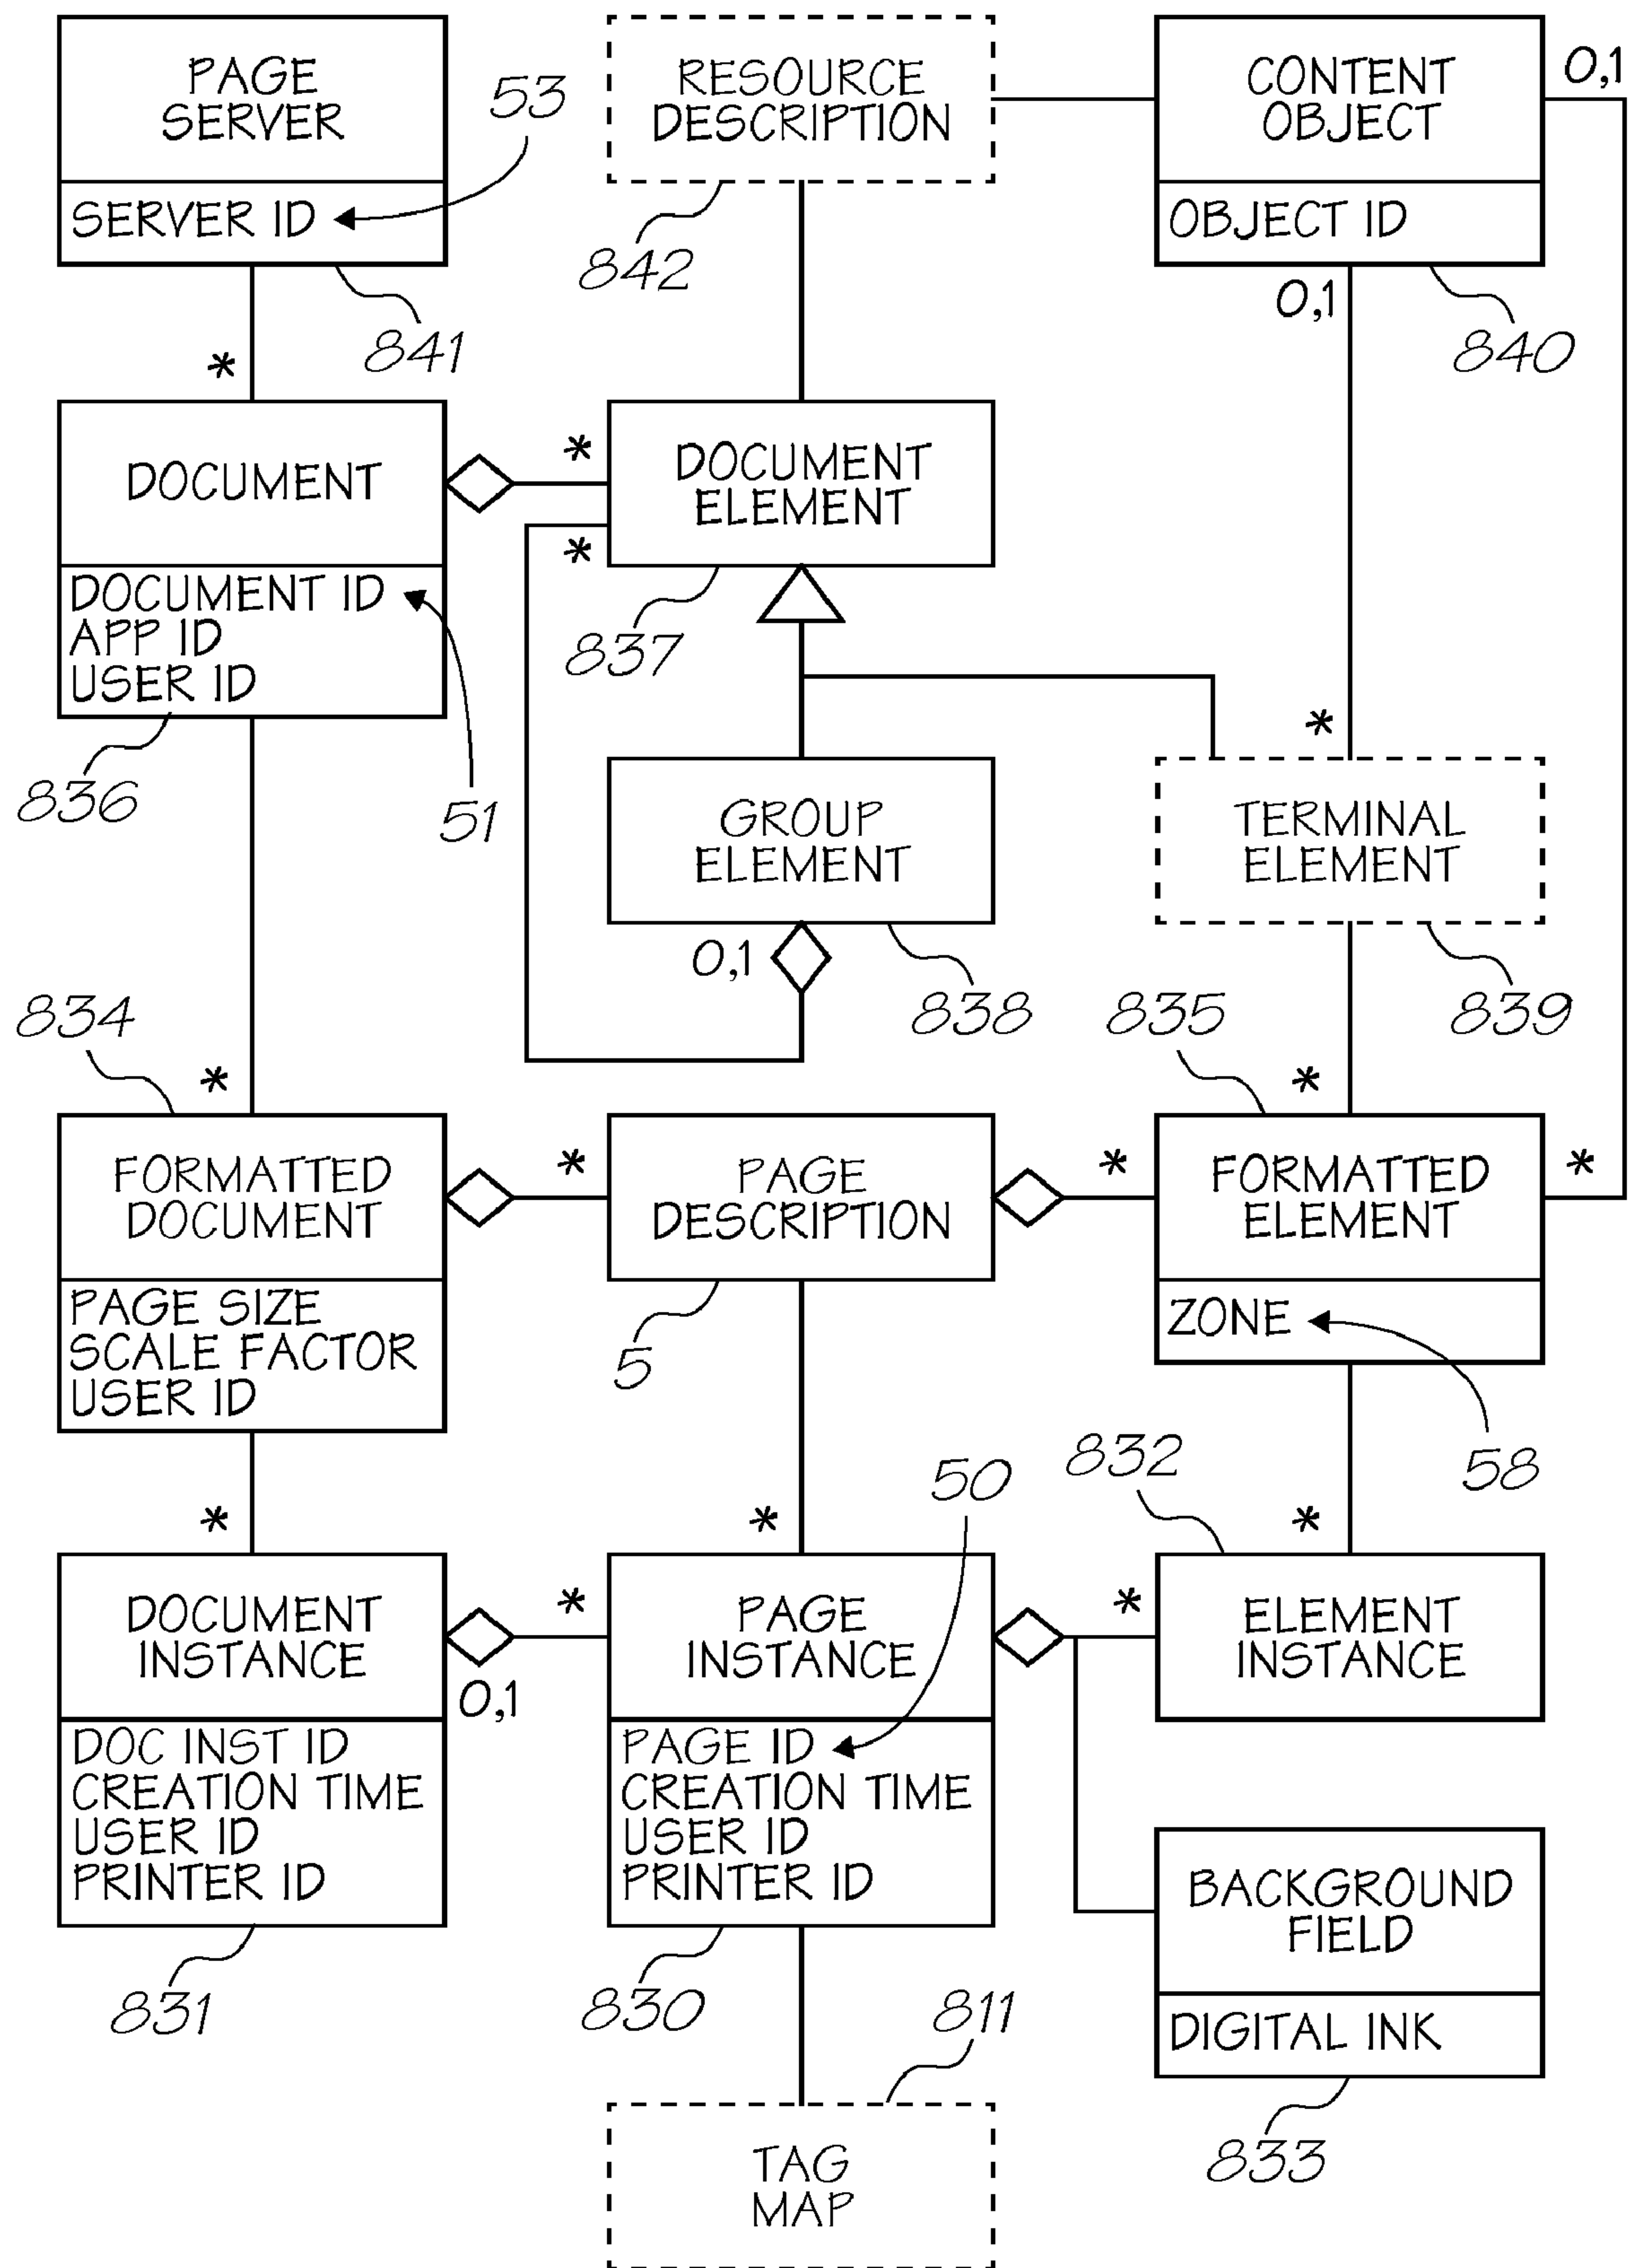 PAGE
SERVER
SERVER ID
53
841
RESOURCE
DESCRIPTION
842
CONTENT
OBJECT
OBJECT ID
0,1
0,1
840
*
DOCUMENT
DOCUMENT ID
APP ID
USER ID
836
51
*
*
DOCUMENT
ELEMENT
837
GROUP
ELEMENT
0,1
838
*
TERMINAL
ELEMENT
839
834
*
FORMATTED
DOCUMENT
PAGE SIZE
SCALE FACTOR
USER ID
*
PAGE
DESCRIPTION
5
835
*
*
FORMATTED
ELEMENT
*
ZONE
58
*
DOCUMENT
INSTANCE
0,1
DOC INST ID
CREATION TIME
USER ID
PRINTER ID
831
50
*
*
PAGE
INSTANCE
PAGE ID
CREATION TIME
USER ID
PRINTER ID
830
832
*
*
ELEMENT
INSTANCE
BACKGROUND
FIELD
DIGITAL INK
833
811
TAG
MAP